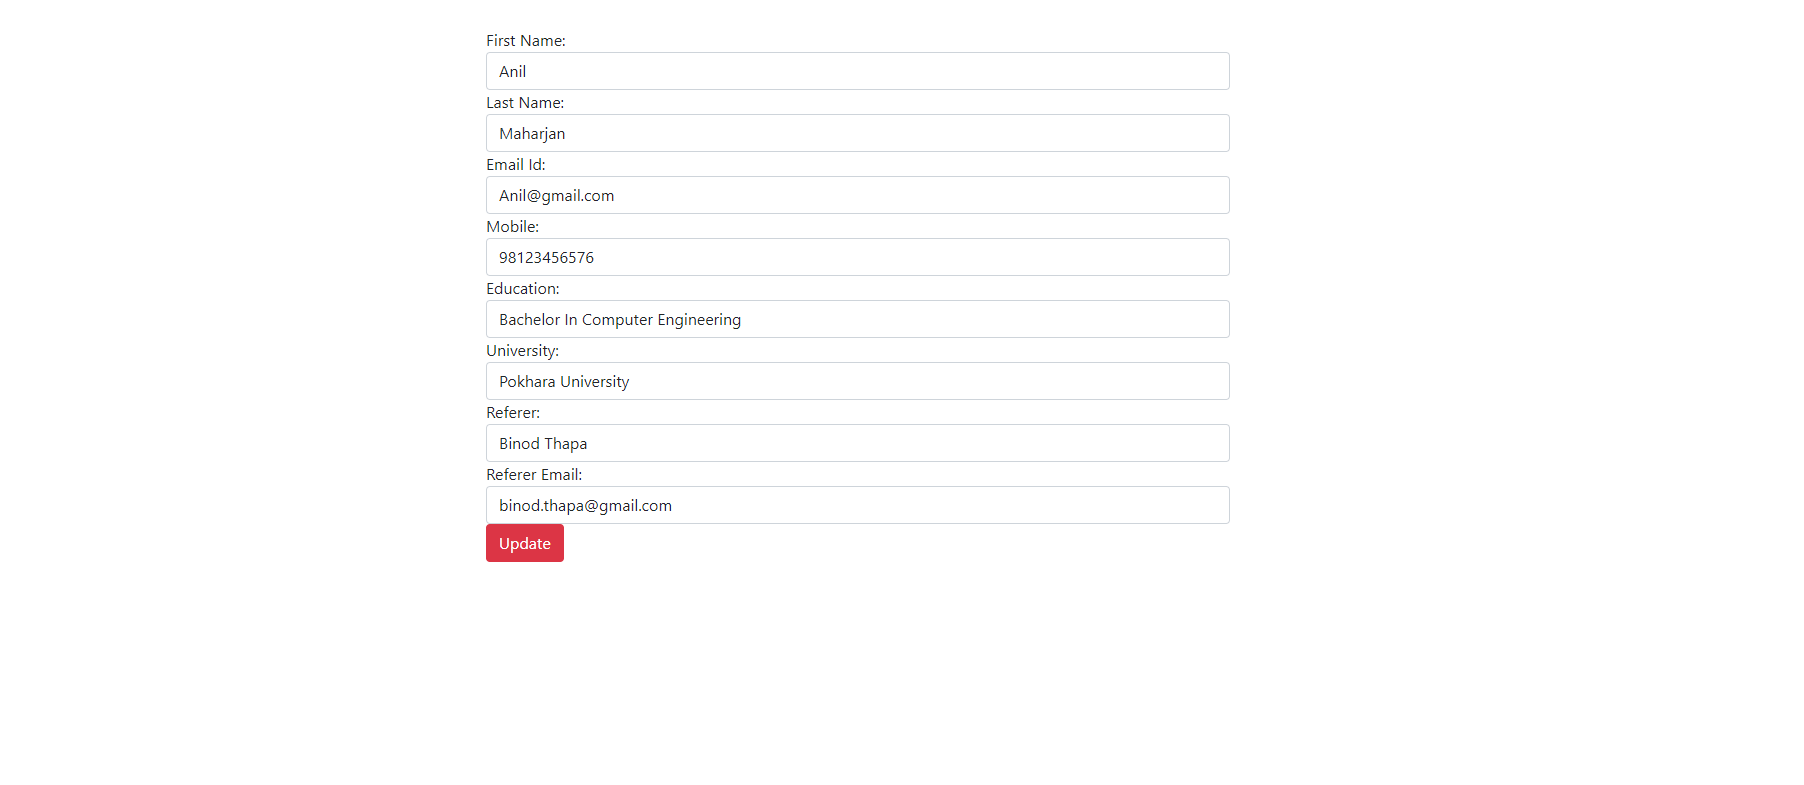 First Name:
Anil
Last Name:
Maharjan
Email Id:
Anil@gmail.com
Mobile:
98123456576
Education:
Bachelor In Computer Engineering
University:
Pokhara University
Referer:
Binod Thapa
Referer Email:
binod.thapa@gmail.com
Update